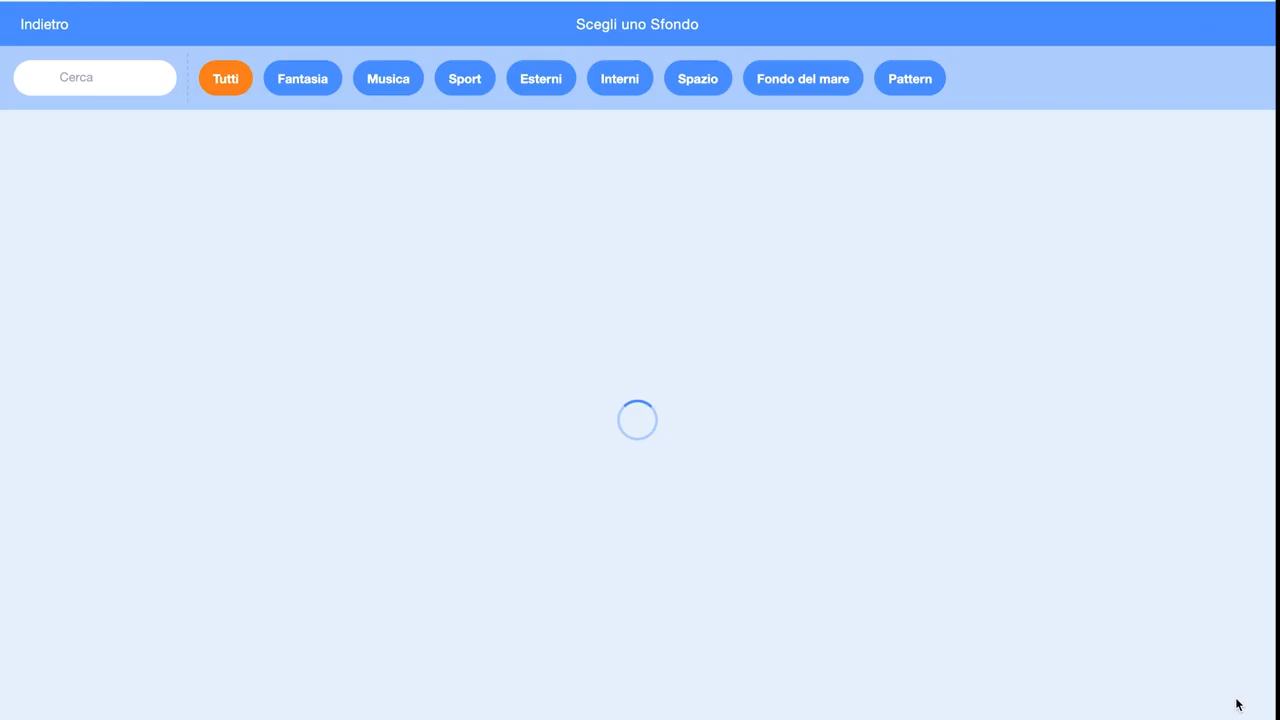 Indietro
Scegli uno Sfondo
Cerca
Tutti
Fantasia
Musica
Sport
Esterni
Interni
Spazio
Fondo del mare
Pattern